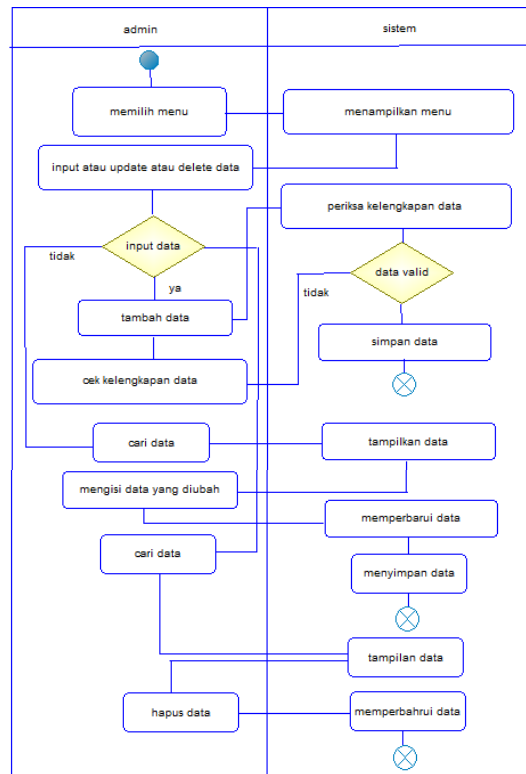 admin
sistem
memilih menu
menampilkan menu
input atau update atau delete data
periksa kelengkapan data
input data
tidak
data valid
ya
tidak
tambah data
simpan data
cek kelengkapan data
cari data
tampilkan data
mengisi data yang diubah
memperbarui data
cari data
menyimpan data
tampilan data
hapus data
memperbahrui data